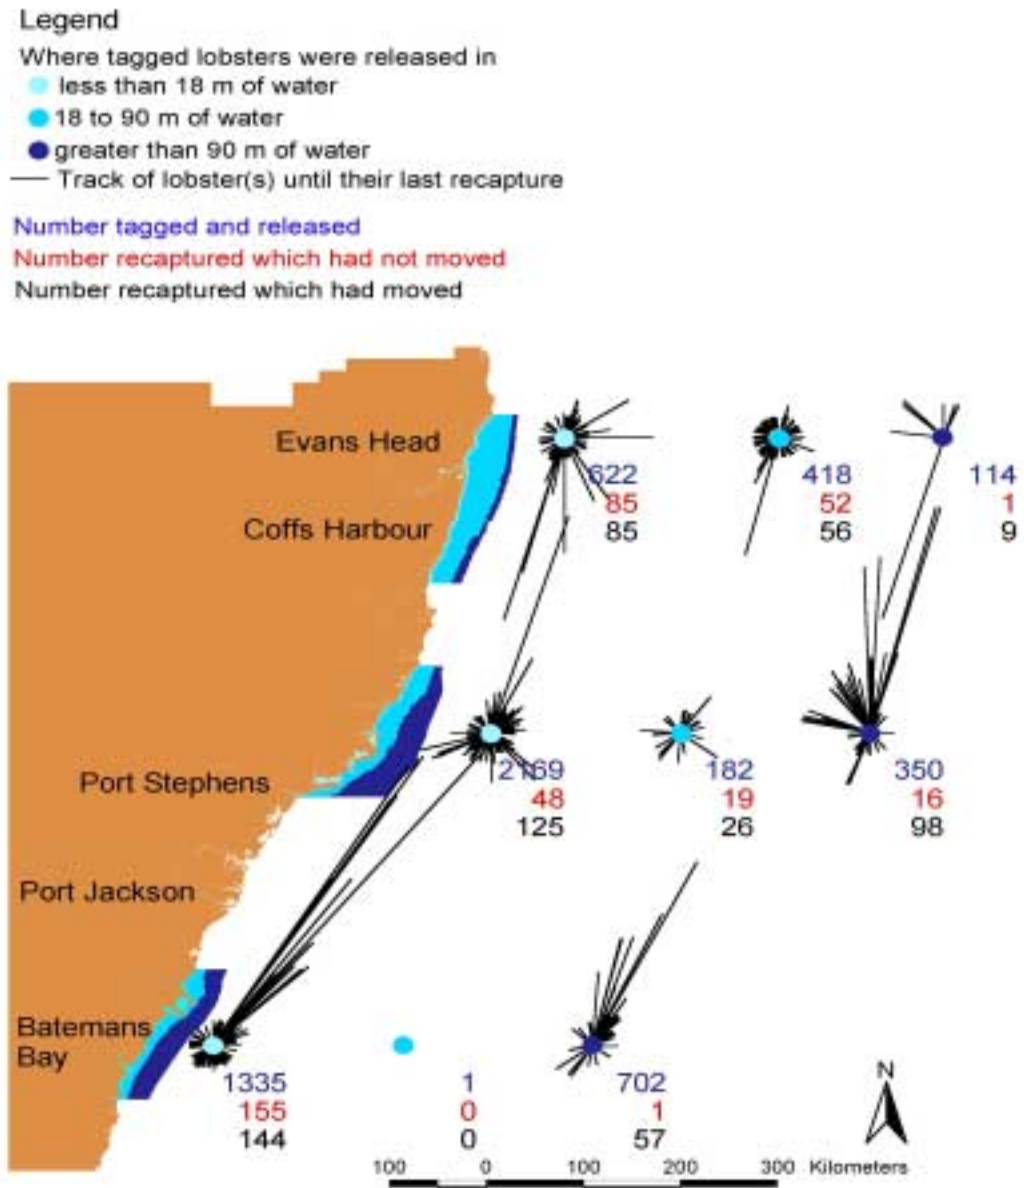 Legend
Where tagged lobsters were released in
less than 18 m of water
18 to 90 m of water
greater than 90 m of water
Track of lobster(s) until their last recapture
Number tagged and released
Number recaptured which had not moved
Number recaptured which had moved
Evans Head
622 418 114
85 52 1
Coffs Harbour 85 56 9
Port Stephens 2169 182 350
48 19 16
125 26 98
Port Jackson
Batemans
Bay
N
1335 1 702
155 0 1
144 0 57
100 0 100 200 300 Kilometers